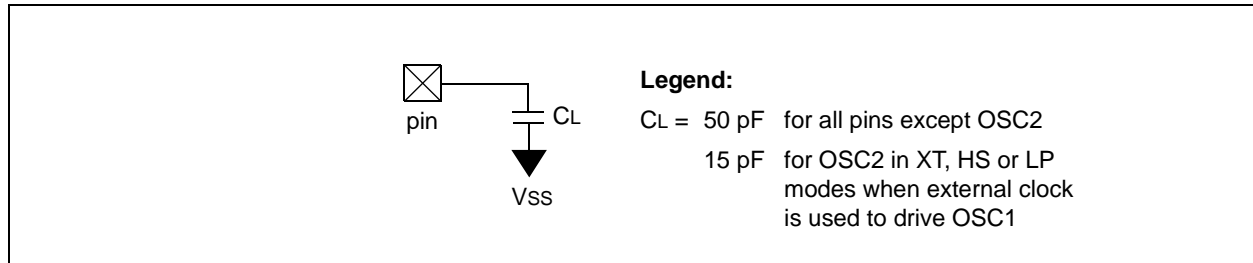 pin
CL
VSS
Legend:
CL = 50 pF for all pins except OSC2
15 pF for OSC2 in XT, HS or LP
modes when external clock
is used to drive OSC1